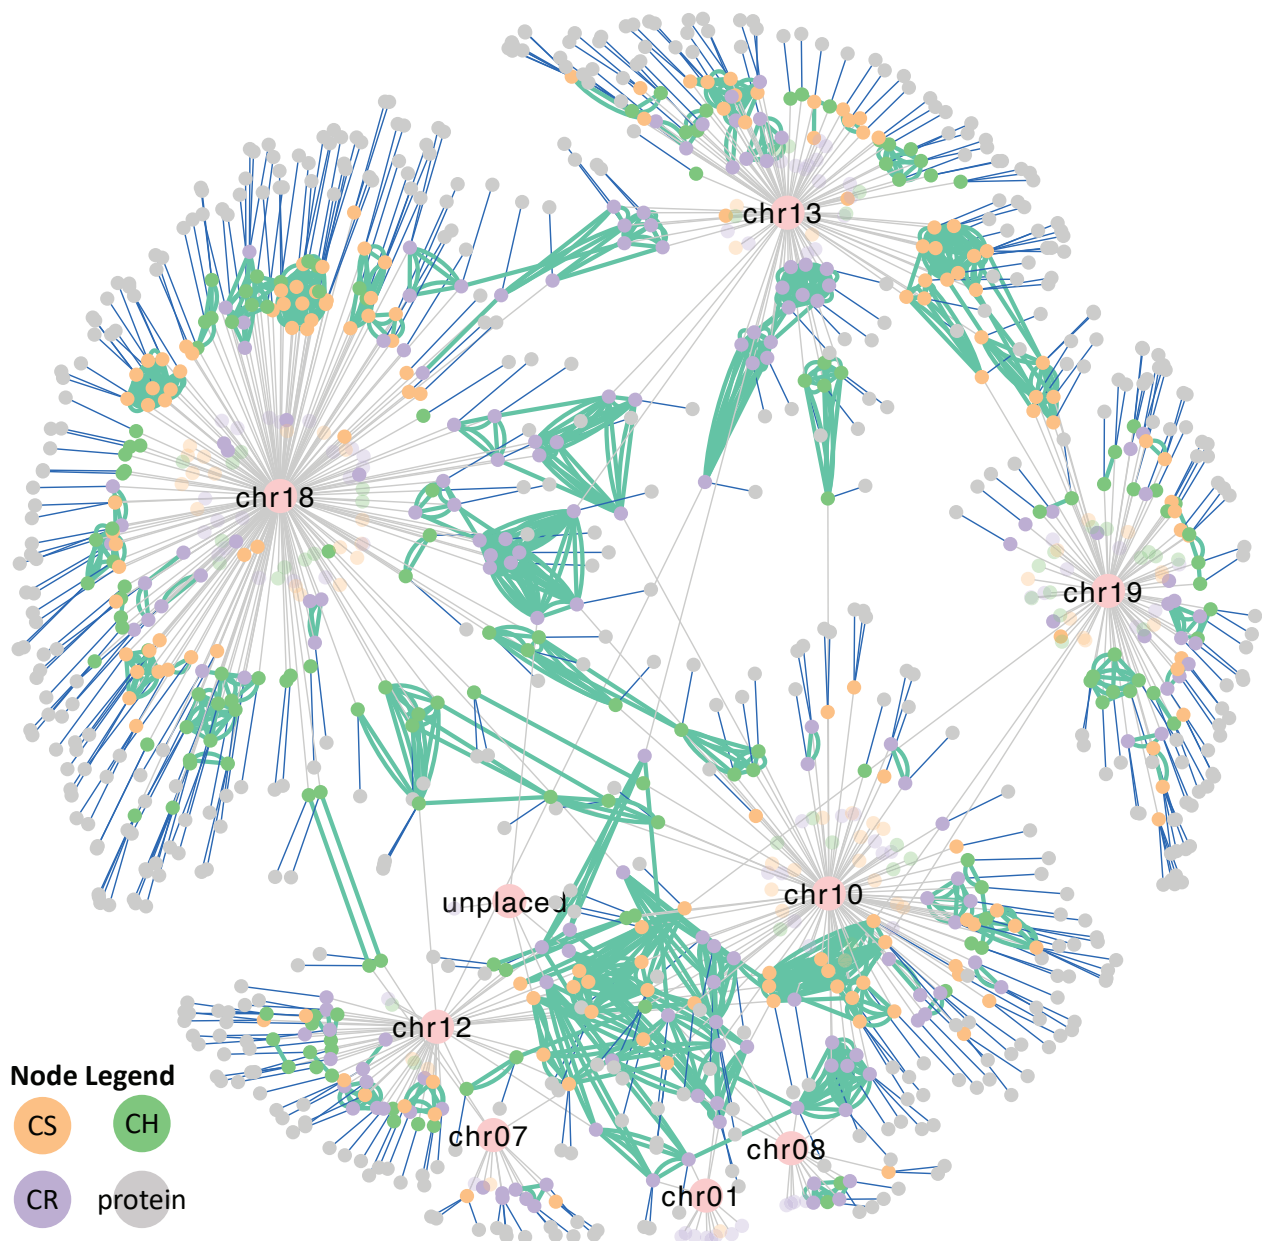 chr13
chr18
chr19
chr10
unplaced
chr12
Node Legend
CS
CH
chr07
chr08
CR
protein
chr01